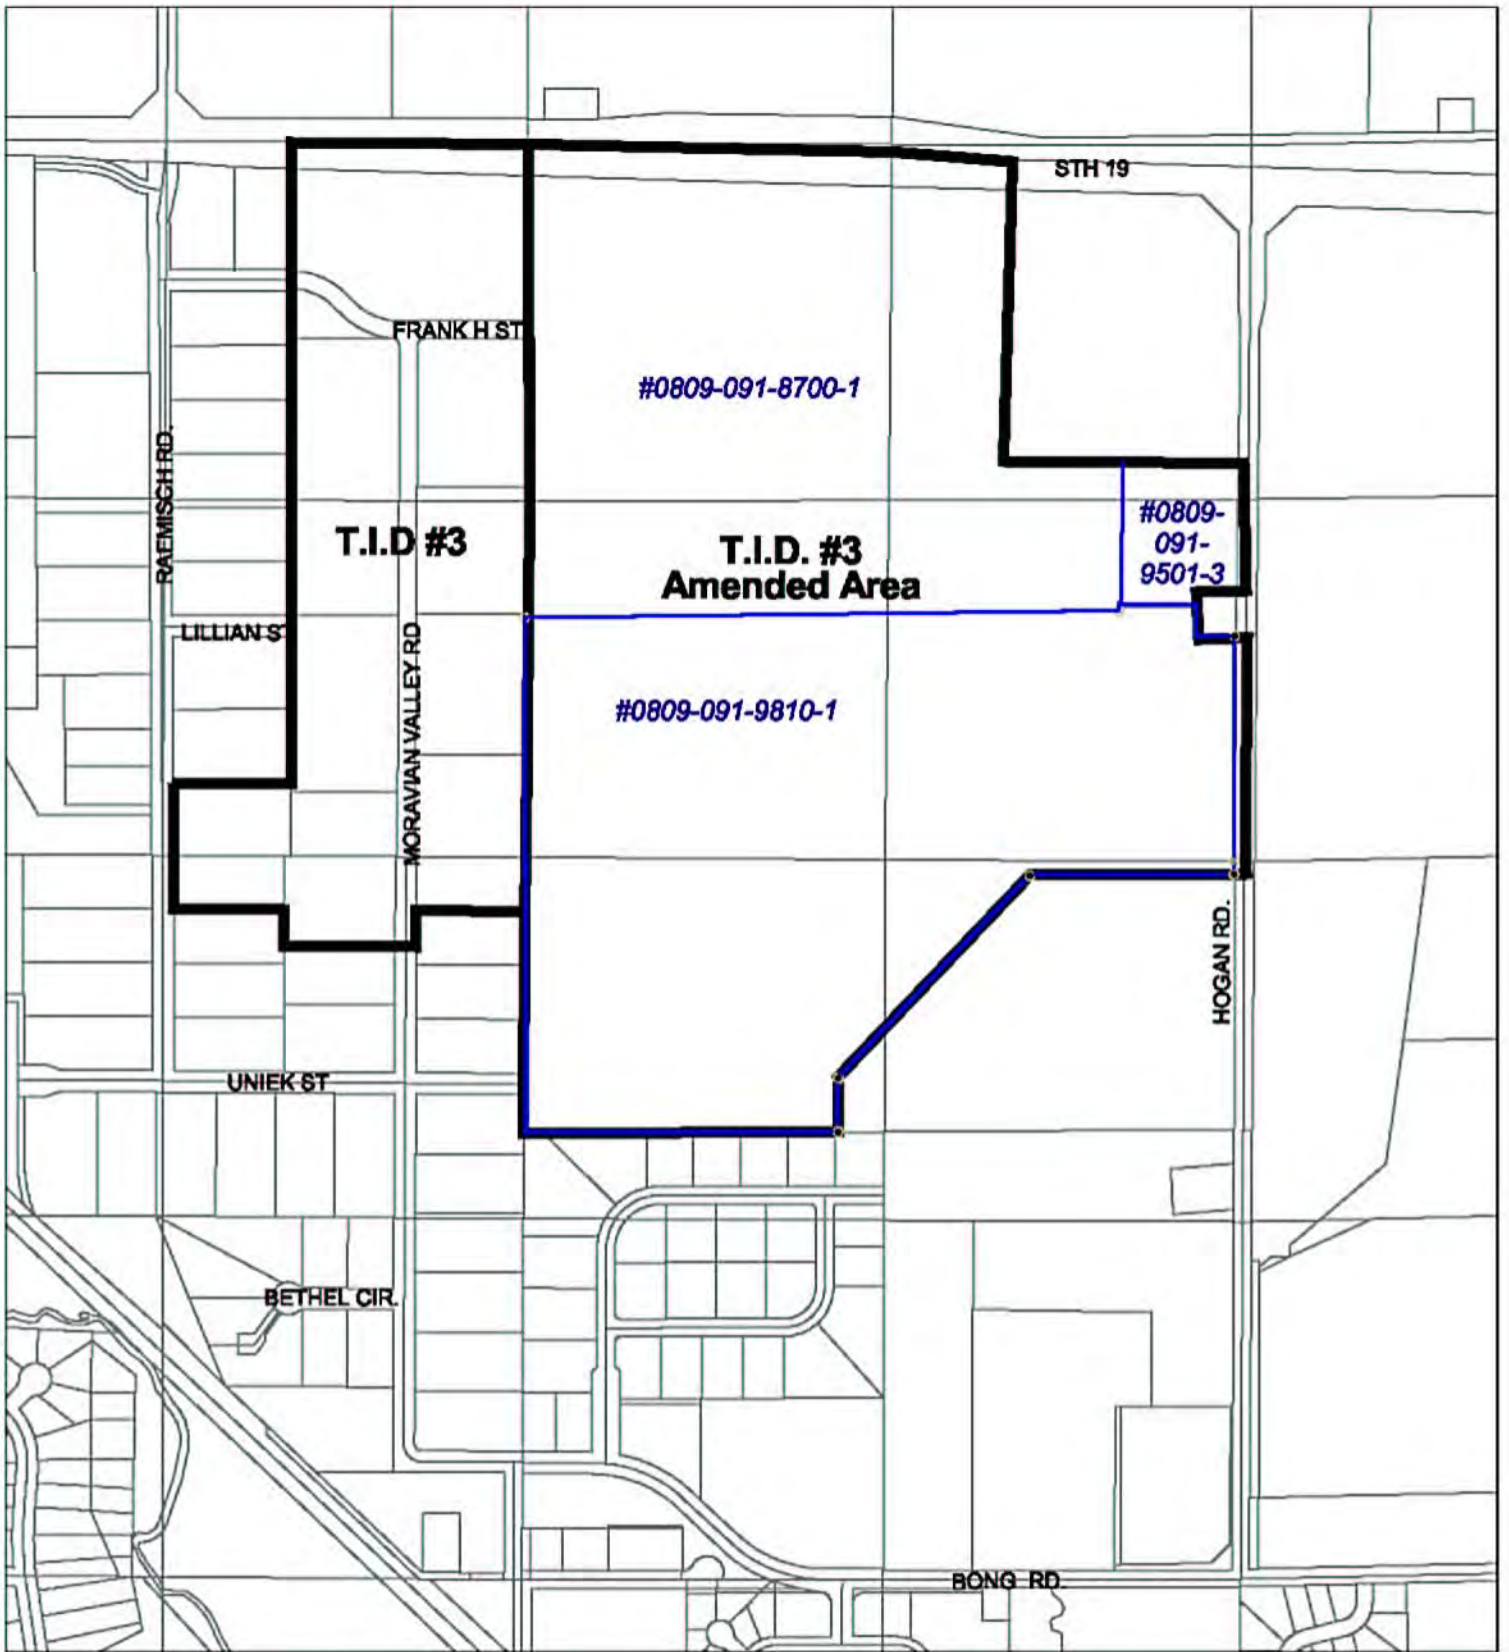 STH 19
FRANK H ST
#0809-091-8700-1
RAEMISCH RD.
T.I.D #3
T.I.D. #3
Amended Area
#0809-
091-
9501-3
LILLIAN S
MORAVIAN VALLEY RD
#0809-091-9810-1
HOGAN RD.
UNIEK ST
BETHEL CIR.
BONG RD.